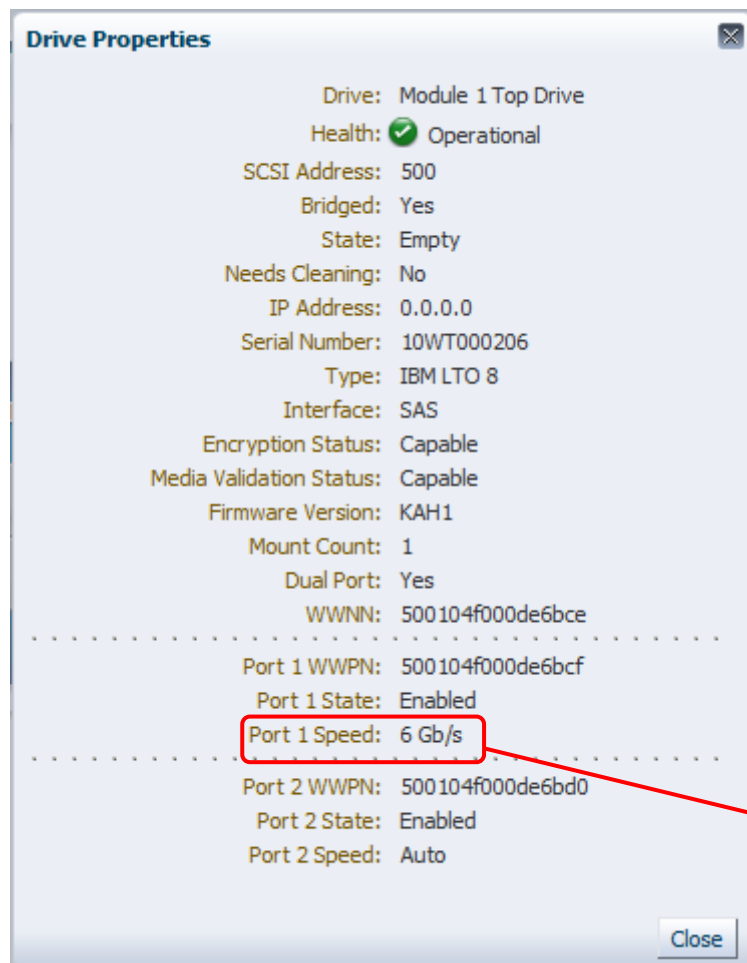 Drive Properties
Drive: Module 1 Top Drive
Health: Operational
SCSI Address: 500
Bridged: Yes
State: Empty
Needs Cleaning: No
IP Address: 0.0.0.0
Serial Number: 10WT000206
Type: IBM LTO 8
Interface: SAS
Encryption Status: Capable
Media Validation Status: Capable
Firmware Version: KAH1
Mount Count: 1
Dual Port: Yes
WWNN: 500104f000de6bce
Port 1 WWPN: 500104f000de6bcf
Port 1 State: Enabled
Port 1 Speed: 6 Gb/s
Port 2 WWPN: 500104f000de6bd0
Port 2 State: Enabled
Port 2 Speed: Auto
Close